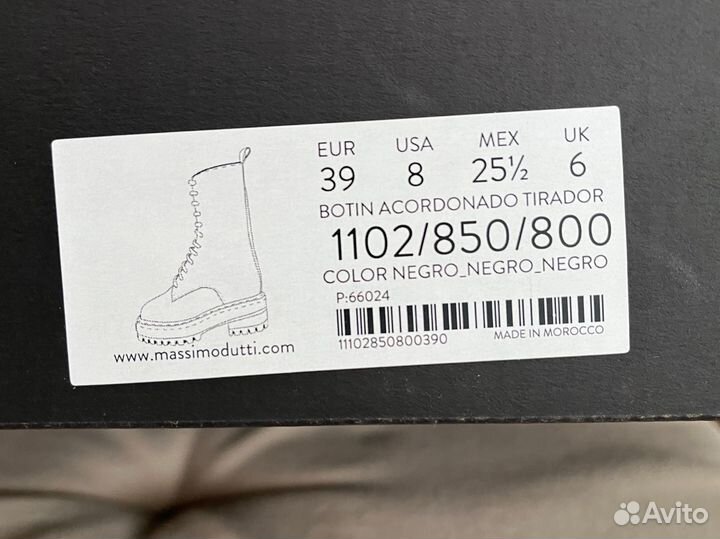 EUR USA MEX UK
39 8 25½ 6
BOTIN ACORDONADO TIRADOR
1102/850/800
COLOR NEGRO_NEGRO_NEGRO
P:66024
11102850800390
MADE IN MOROCCO
www.massimodutti.com
Avito